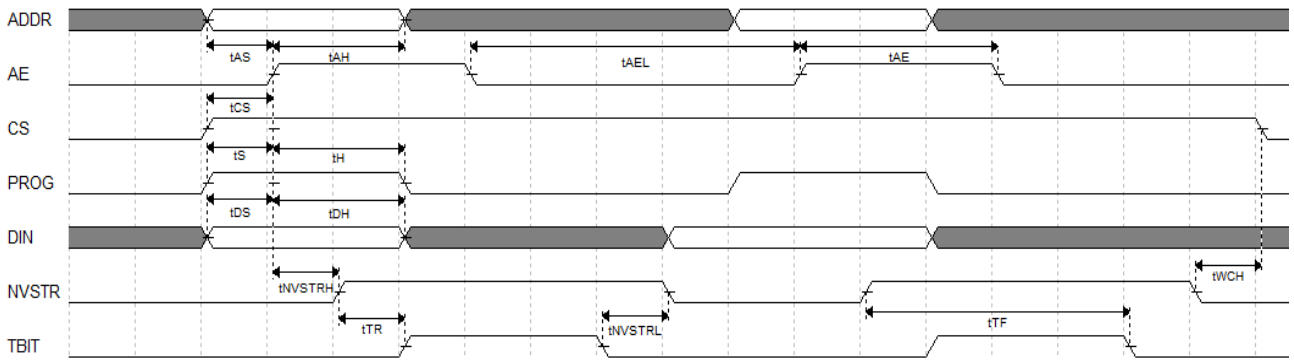 ADDR
tAS tAH tAEL tAE
AE
tCS
CS
tS tH
PROG
tDS tDH
DIN
tNVSTRH tWCH
NVSTR
tTR tNVSTRL tTF
TBIT